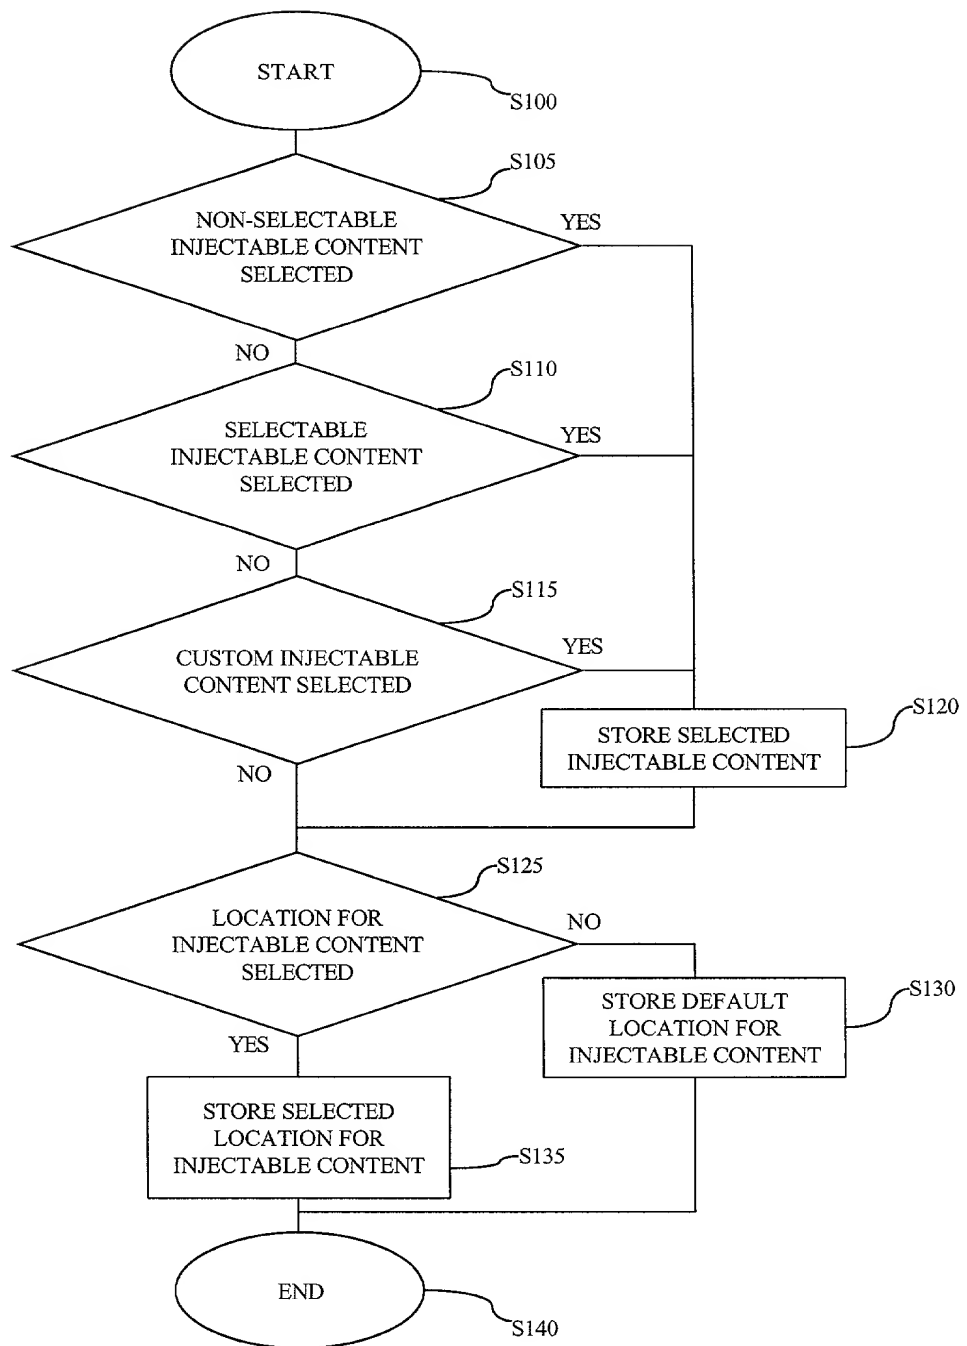 START
S100
S105
NON-SELECTABLE
INJECTABLE CONTENT
SELECTED
YES
NO
S110
SELECTABLE
INJECTABLE CONTENT
SELECTED
YES
NO
S115
CUSTOM INJECTABLE
CONTENT SELECTED
YES
NO
S120
STORE SELECTED
INJECTABLE CONTENT
S125
LOCATION FOR
INJECTABLE CONTENT
SELECTED
NO
YES
S130
STORE DEFAULT
LOCATION FOR
INJECTABLE CONTENT
STORE SELECTED
LOCATION FOR
INJECTABLE CONTENT
S135
END
S140